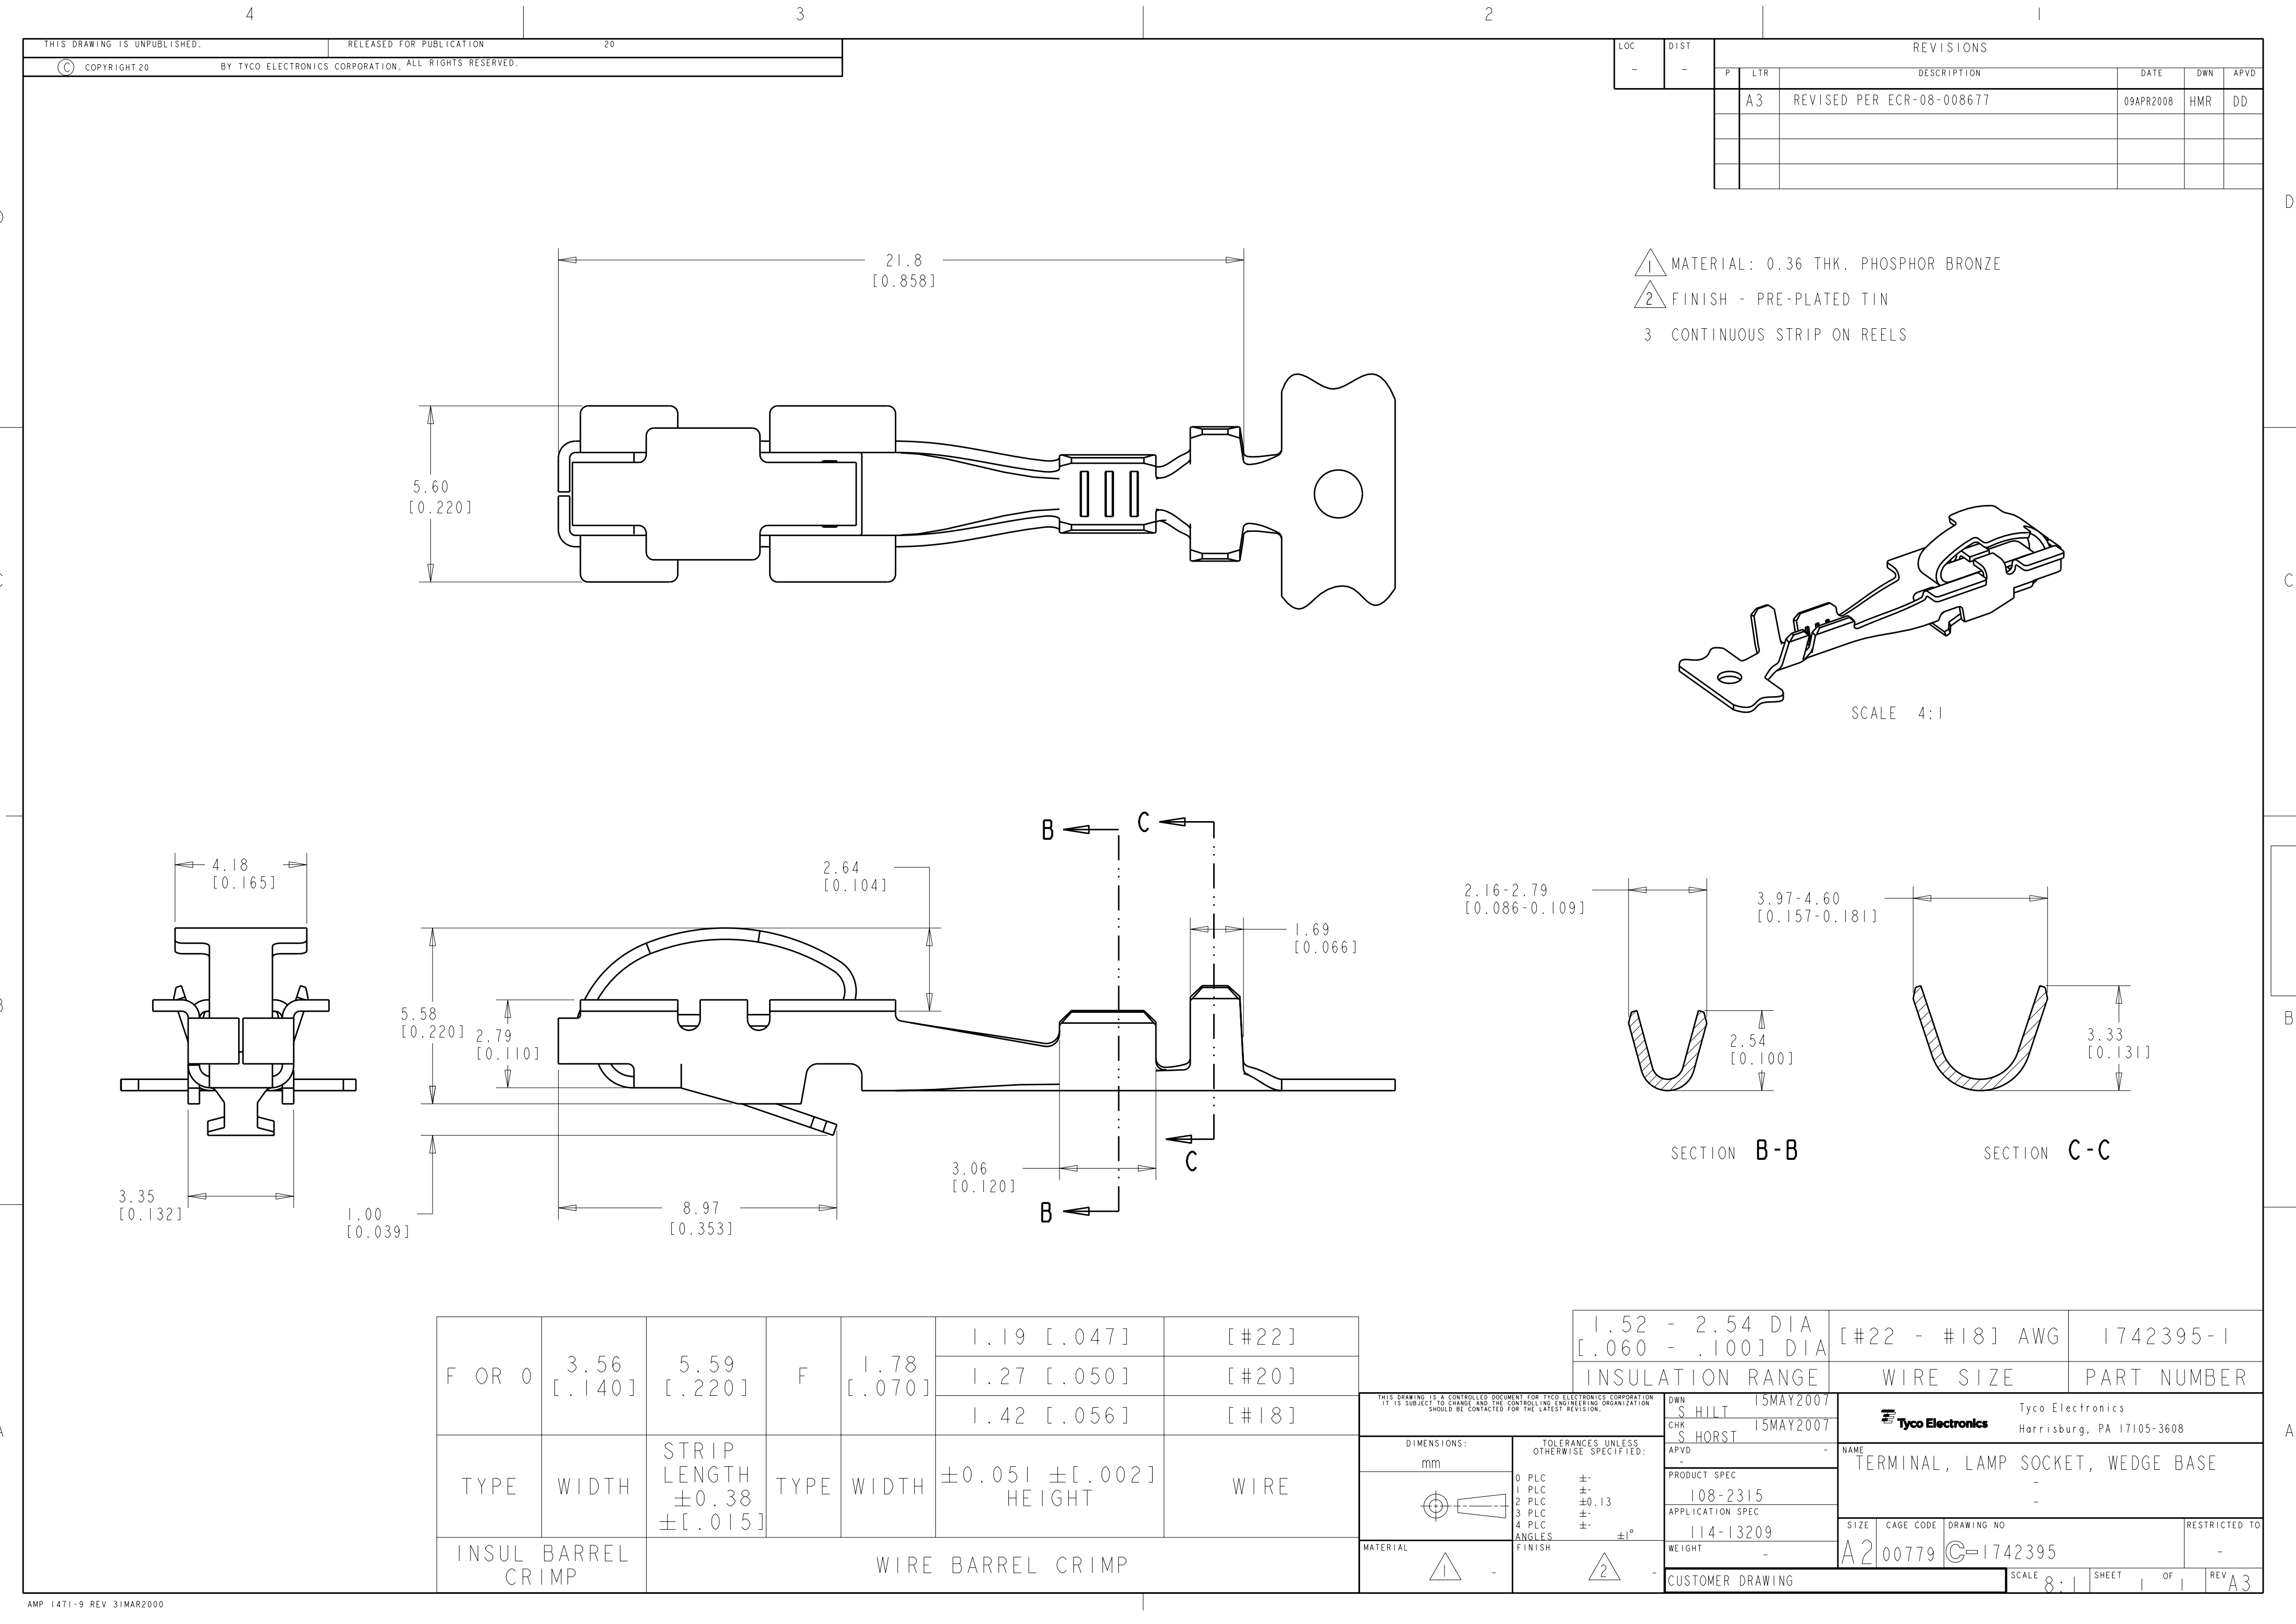 4 3 2 1
THIS DRAWING IS UNPUBLISHED. RELEASED FOR PUBLICATION 20
© COPYRIGHT 20 BY TYCO ELECTRONICS CORPORATION. ALL RIGHTS RESERVED.
LOC DIST REVISIONS
- -
P LTR DESCRIPTION DATE DWN APVD
A3 REVISED PER ECR-08-008677 09APR2008 HMR DD
D
1 MATERIAL: 0.36 THK. PHOSPHOR BRONZE
2 FINISH - PRE-PLATED TIN
3 CONTINUOUS STRIP ON REELS
21.8
[0.858]
5.60
[0.220]
C
SCALE 4:1
B C
4.18
[0.165]
2.64
[0.104]
2.16-2.79
[0.086-0.109]
3.97-4.60
[0.157-0.181]
1.69
[0.066]
5.58
[0.220]
2.79
[0.110]
2.54
[0.100]
3.33
[0.131]
B
SECTION B-B
SECTION C-C
C
3.06
[0.120]
3.35
[0.132]
1.00
[0.039]
8.97
[0.353]
B
F OR O 3.56 [.140] 5.59 [.220] F 1.78 [.070]
1.19 [.047] [#22]
1.27 [.050] [#20]
1.42 [.056] [#18]
TYPE WIDTH STRIP LENGTH ±0.38 ±[.015] TYPE WIDTH ±0.051 ±[.002] HEIGHT WIRE
INSUL BARREL CRIMP WIRE BARREL CRIMP
1.52 - 2.54 DIA
[.060 - .100] DIA
[#22 - #18] AWG 1742395-1
INSULATION RANGE WIRE SIZE PART NUMBER
A
THIS DRAWING IS A CONTROLLED DOCUMENT FOR TYCO ELECTRONICS CORPORATION
IT IS SUBJECT TO CHANGE AND THE CONTROLLING ENGINEERING ORGANIZATION
SHOULD BE CONTACTED FOR THE LATEST REVISION.
DIMENSIONS:
mm
TOLERANCES UNLESS
OTHERWISE SPECIFIED:
0 PLC ±-
1 PLC ±-
2 PLC ±0.13
3 PLC ±-
4 PLC ±-
ANGLES ±1°
MATERIAL 1 -
FINISH 2 -
DWN 15MAY2007
S HILT
CHK 15MAY2007
S HORST
APVD -
-
PRODUCT SPEC
108-2315
APPLICATION SPEC
114-13209
WEIGHT -
CUSTOMER DRAWING
Tyco Electronics
Tyco Electronics
Harrisburg, PA 17105-3608
NAME
TERMINAL, LAMP SOCKET, WEDGE BASE
-
-
SIZE CAGE CODE DRAWING NO RESTRICTED TO
A2 00779 C-1742395 -
SCALE 8:1 SHEET 1 OF 1 REV A3
AMP 1471-9 REV 31MAR2000